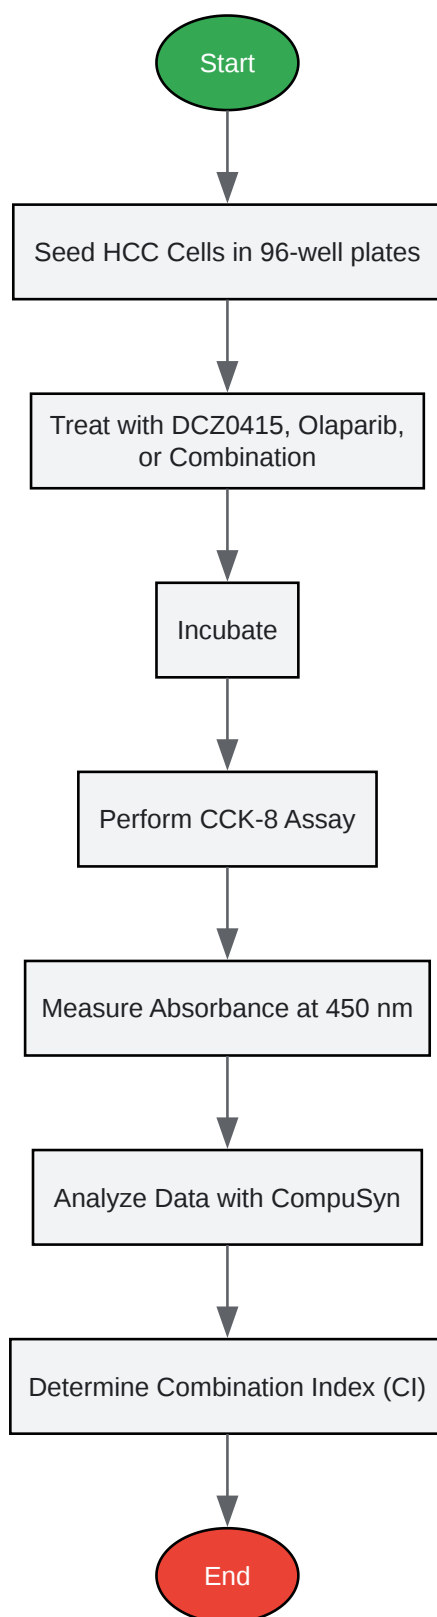 Start
Seed HCC Cells in 96-well plates
Treat with DCZ0415, Olaparib,
or Combination
Incubate
Perform CCK-8 Assay
Measure Absorbance at 450 nm
Analyze Data with CompuSyn
Determine Combination Index (CI)
End